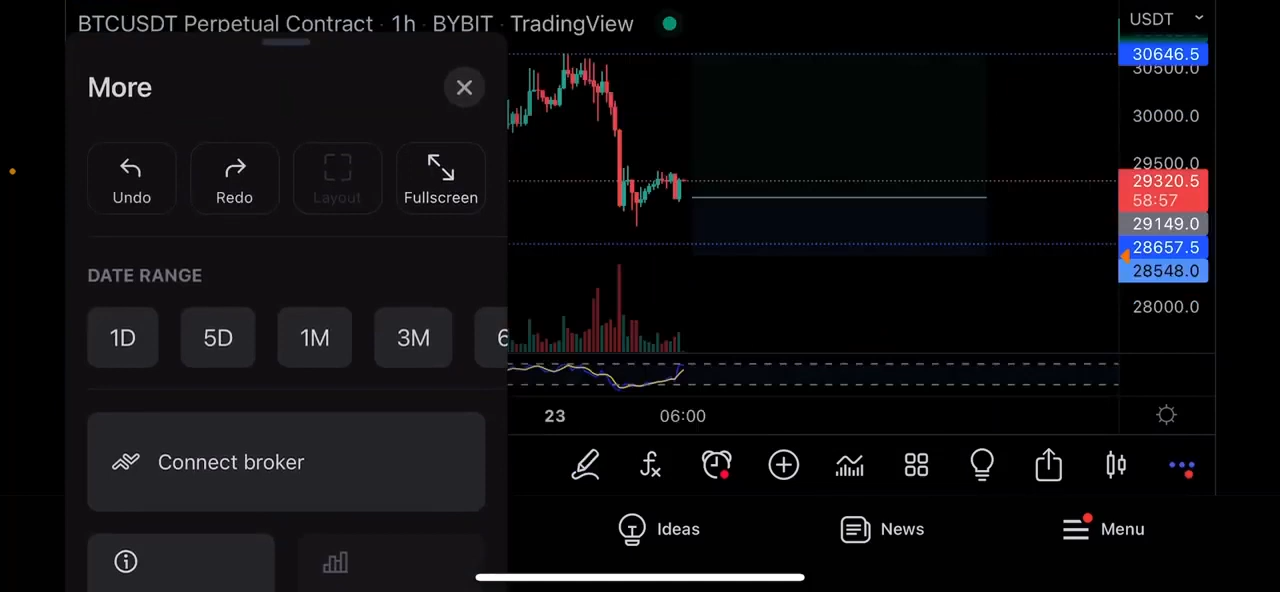 BTCUSDT Perpetual Contract · 1h · BYBIT · TradingView
USDT
More
Undo
Redo
Layout
Fullscreen
DATE RANGE
1D
5D
1M
3M
6
Connect broker
30646.5
30500.0
30000.0
29500.0
29320.5
58:57
29149.0
28657.5
28548.0
28000.0
23
06:00
Ideas
News
Menu